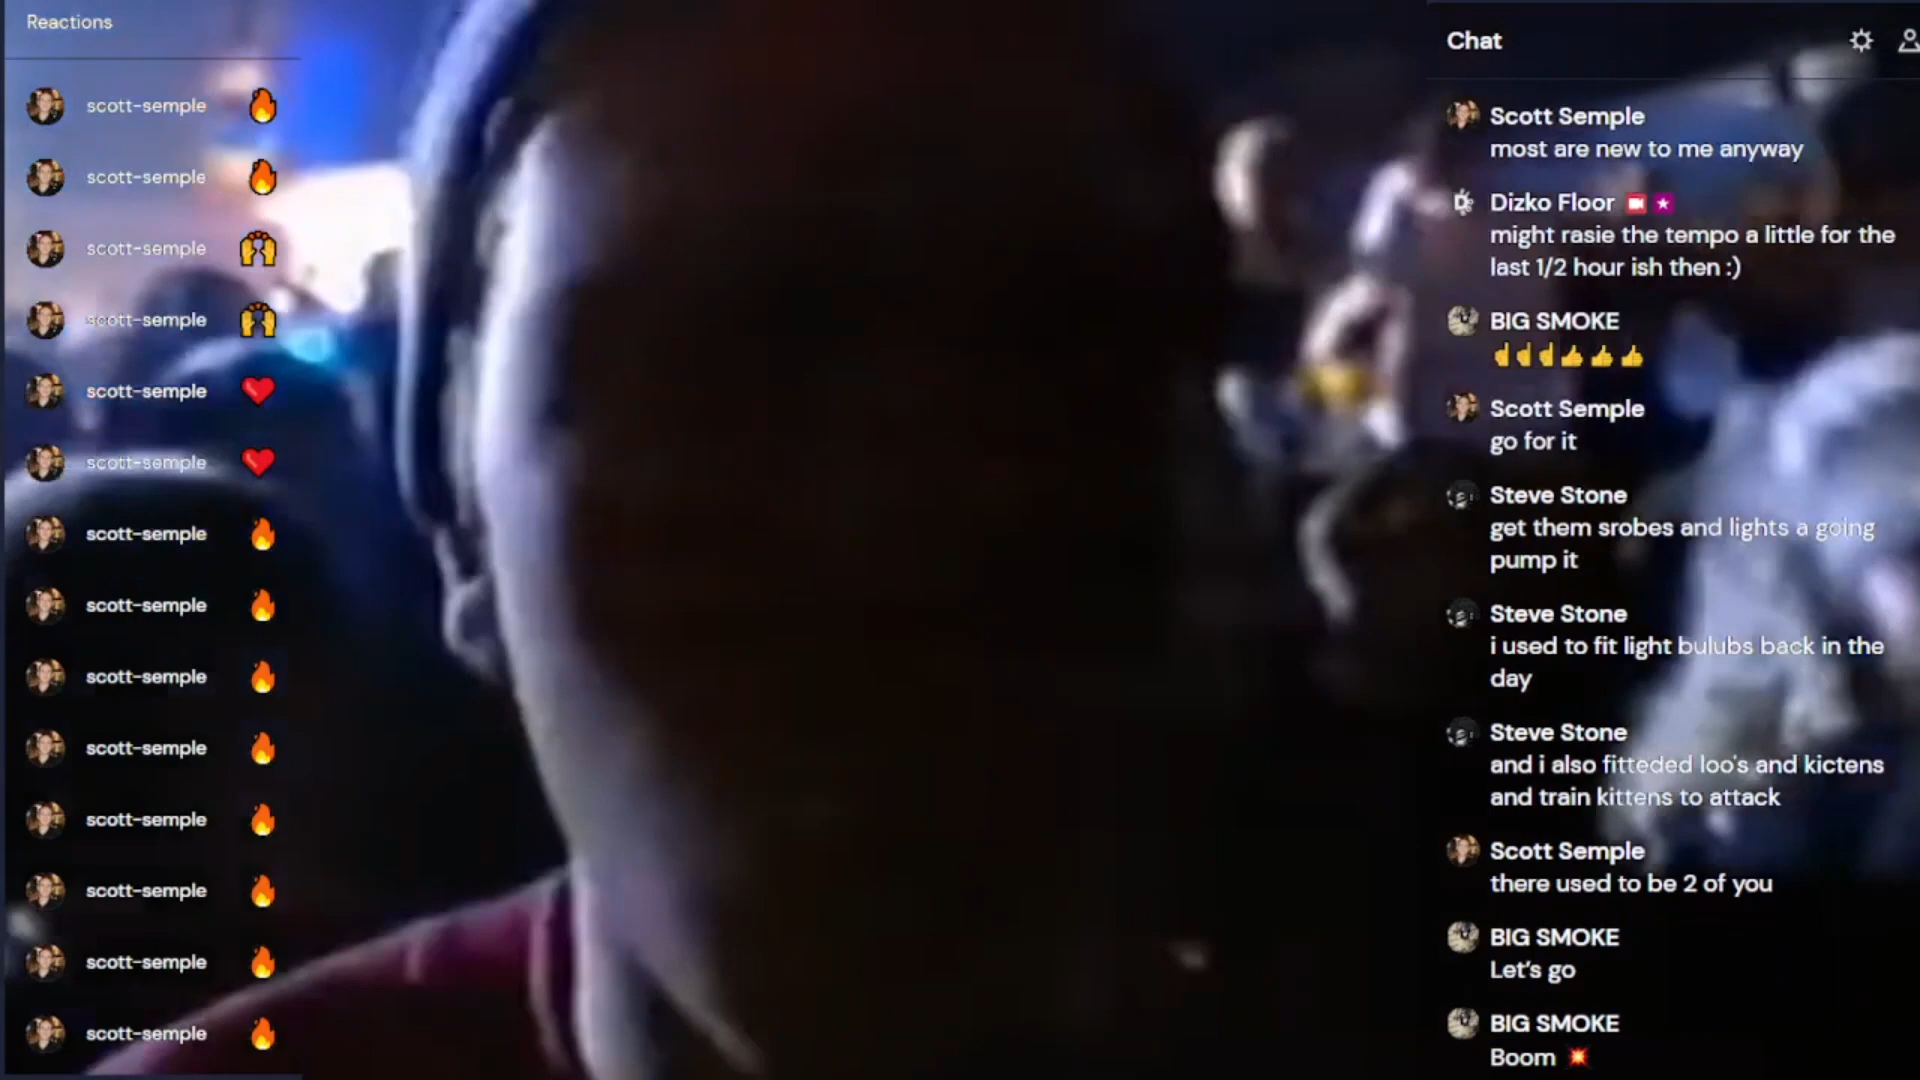 Reactions
scott-semple 🔥
scott-semple 🔥
scott-semple 🙌
scott-semple 🙌
scott-semple ❤️
scott-semple ❤️
scott-semple 🔥
scott-semple 🔥
scott-semple 🔥
scott-semple 🔥
scott-semple 🔥
scott-semple 🔥
scott-semple 🔥
scott-semple 🔥
Chat
Scott Semple
most are new to me anyway
Dizko Floor
might rasie the tempo a little for the
last 1/2 hour ish then :)
BIG SMOKE
☝️☝️☝️👍👍👍
Scott Semple
go for it
Steve Stone
get them srobes and lights a going
pump it
Steve Stone
i used to fit light bulubs back in the
day
Steve Stone
and i also fitteded loo's and kictens
and train kittens to attack
Scott Semple
there used to be 2 of you
BIG SMOKE
Let's go
BIG SMOKE
Boom 💥